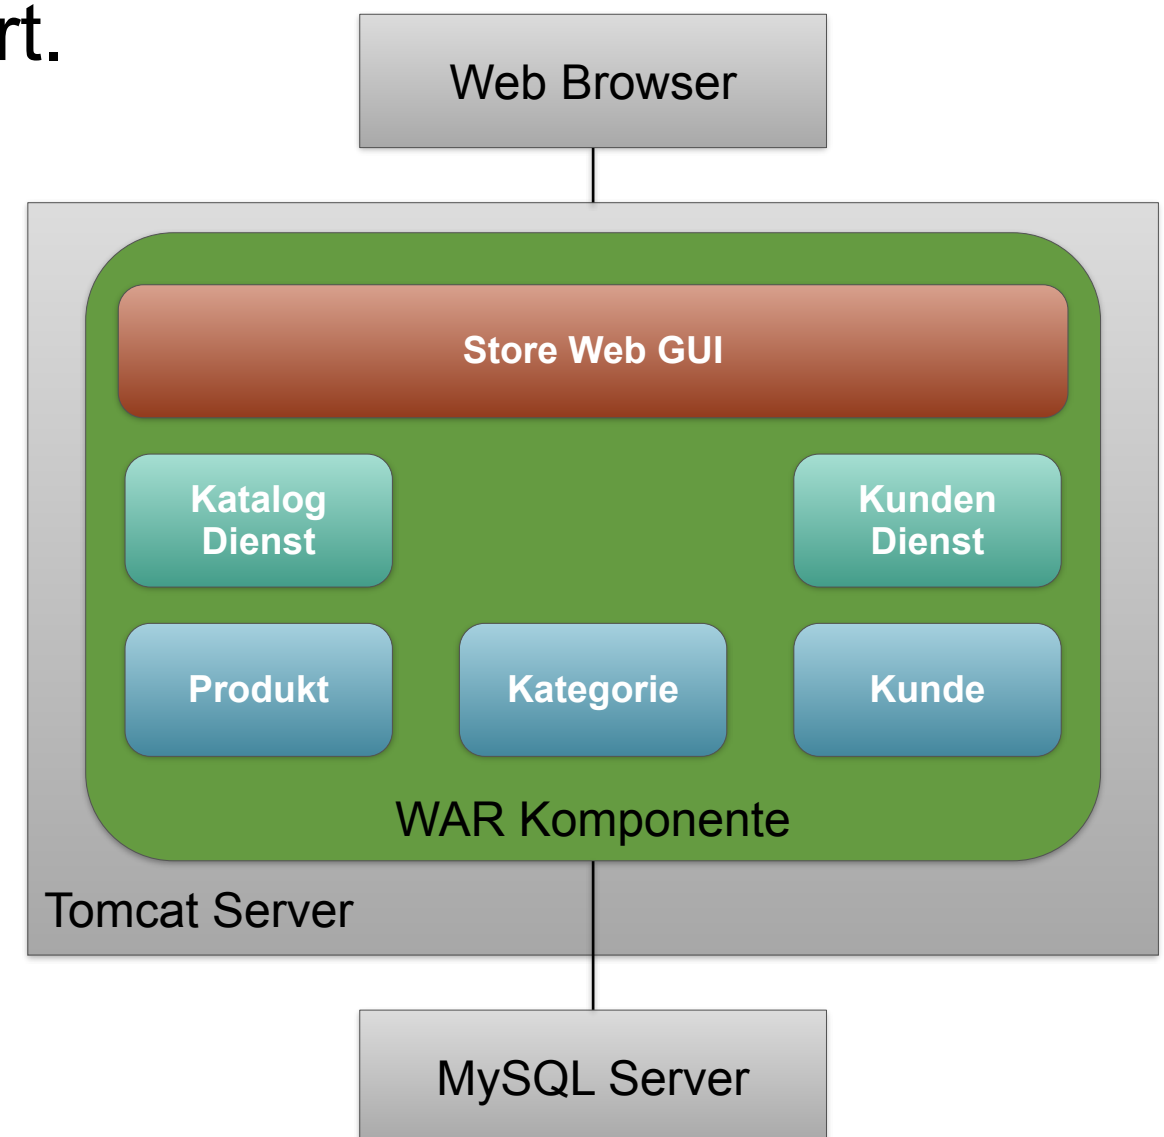 rt.
Web Browser
Store Web GUI
Katalog
Dienst
Kunden
Dienst
Produkt
Kategorie
Kunde
WAR Komponente
Tomcat Server
MySQL Server